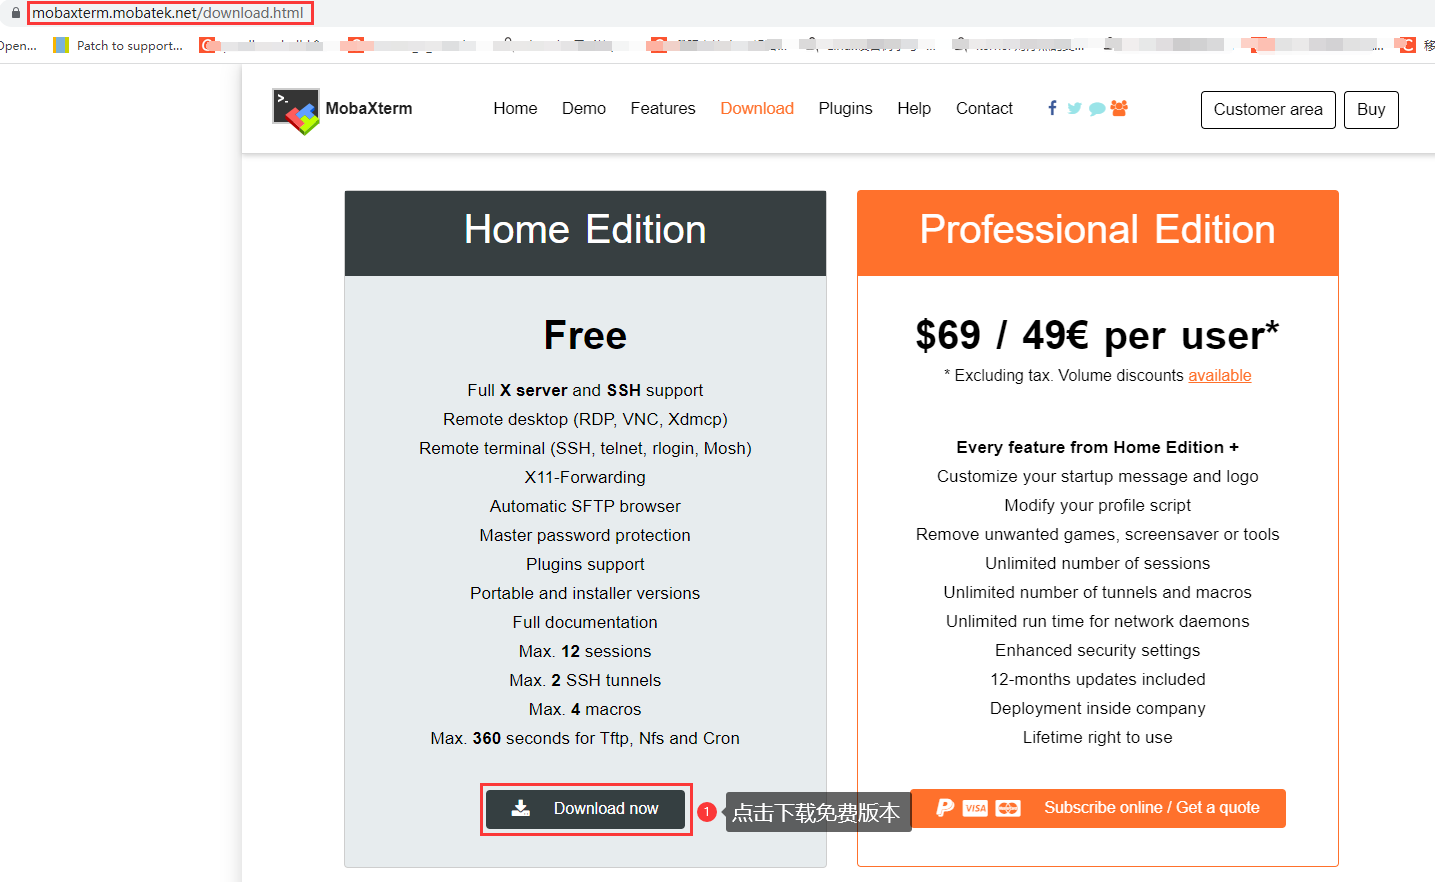 mobaxterm.mobatek.net/download.html
Open... Patch to support...
MobaXterm Home Demo Features Download Plugins Help Contact Customer area Buy
Home Edition
Free
Full X server and SSH support
Remote desktop (RDP, VNC, Xdmcp)
Remote terminal (SSH, telnet, rlogin, Mosh)
X11-Forwarding
Automatic SFTP browser
Master password protection
Plugins support
Portable and installer versions
Full documentation
Max. 12 sessions
Max. 2 SSH tunnels
Max. 4 macros
Max. 360 seconds for Tftp, Nfs and Cron
Download now
1 点击下载免费版本
Professional Edition
$69 / 49€ per user*
* Excluding tax. Volume discounts available
Every feature from Home Edition +
Customize your startup message and logo
Modify your profile script
Remove unwanted games, screensaver or tools
Unlimited number of sessions
Unlimited number of tunnels and macros
Unlimited run time for network daemons
Enhanced security settings
12-months updates included
Deployment inside company
Lifetime right to use
VISA Subscribe online / Get a quote